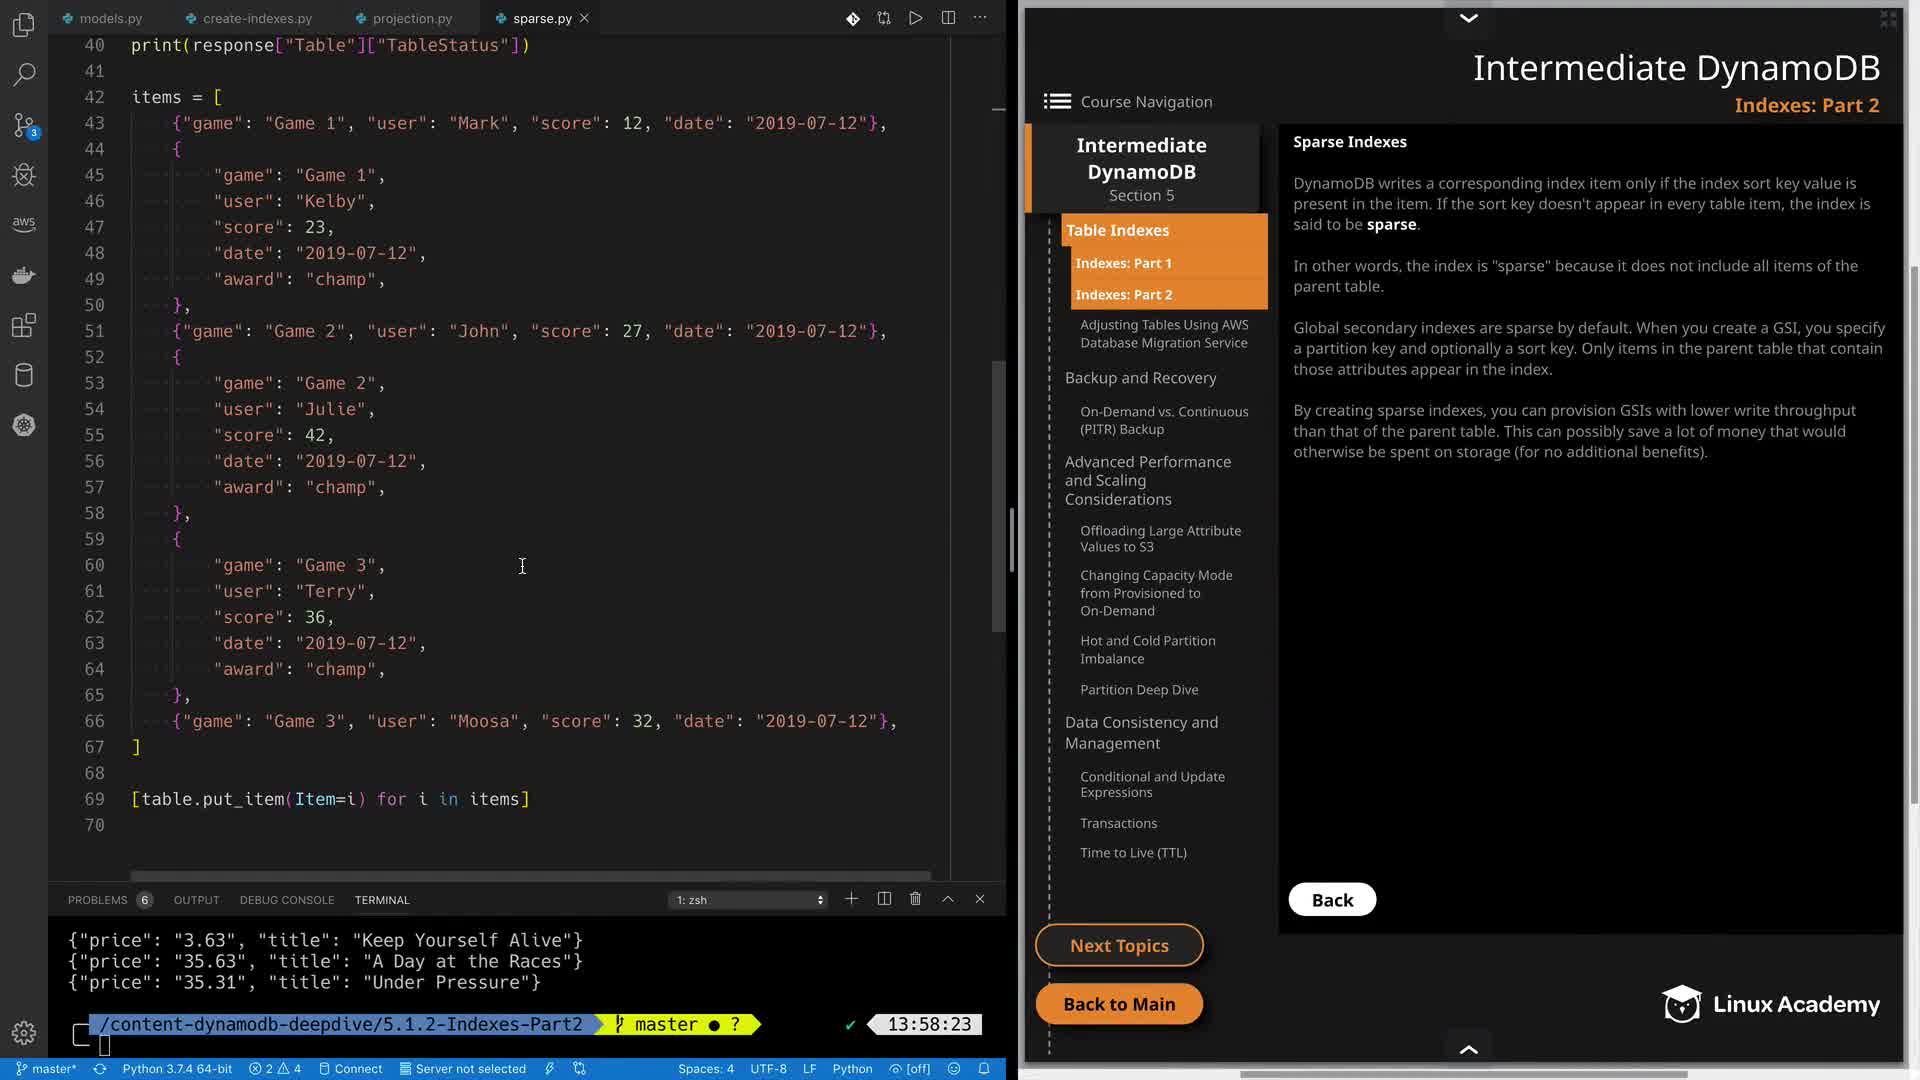 models.py
create-indexes.py
projection.py
sparse.py
40 print(response["Table"]["TableStatus"])
41
42 items = [
43 {"game": "Game 1", "user": "Mark", "score": 12, "date": "2019-07-12"},
44 {
45 "game": "Game 1",
46 "user": "Kelby",
47 "score": 23,
48 "date": "2019-07-12",
49 "award": "champ",
50 },
51 {"game": "Game 2", "user": "John", "score": 27, "date": "2019-07-12"},
52 {
53 "game": "Game 2",
54 "user": "Julie",
55 "score": 42,
56 "date": "2019-07-12",
57 "award": "champ",
58 },
59 {
60 "game": "Game 3",
61 "user": "Terry",
62 "score": 36,
63 "date": "2019-07-12",
64 "award": "champ",
65 },
66 {"game": "Game 3", "user": "Moosa", "score": 32, "date": "2019-07-12"},
67 ]
68
69 [table.put_item(Item=i) for i in items]
70
3
aws
PROBLEMS 6 OUTPUT DEBUG CONSOLE TERMINAL 1: zsh
{"price": "3.63", "title": "Keep Yourself Alive"}
{"price": "35.63", "title": "A Day at the Races"}
{"price": "35.31", "title": "Under Pressure"}
/content-dynamodb-deepdive/5.1.2-Indexes-Part2 master ● ? ✔ 13:58:23
master* Python 3.7.4 64-bit 2 4 Connect Server not selected Spaces: 4 UTF-8 LF Python [off]
Intermediate DynamoDB
Indexes: Part 2
Course Navigation
Intermediate
DynamoDB
Section 5
Table Indexes
Indexes: Part 1
Indexes: Part 2
Adjusting Tables Using AWS
Database Migration Service
Backup and Recovery
On-Demand vs. Continuous
(PITR) Backup
Advanced Performance
and Scaling
Considerations
Offloading Large Attribute
Values to S3
Changing Capacity Mode
from Provisioned to
On-Demand
Hot and Cold Partition
Imbalance
Partition Deep Dive
Data Consistency and
Management
Conditional and Update
Expressions
Transactions
Time to Live (TTL)
Next Topics
Back to Main
Sparse Indexes
DynamoDB writes a corresponding index item only if the index sort key value is
present in the item. If the sort key doesn't appear in every table item, the index is
said to be sparse.
In other words, the index is "sparse" because it does not include all items of the
parent table.
Global secondary indexes are sparse by default. When you create a GSI, you specify
a partition key and optionally a sort key. Only items in the parent table that contain
those attributes appear in the index.
By creating sparse indexes, you can provision GSIs with lower write throughput
than that of the parent table. This can possibly save a lot of money that would
otherwise be spent on storage (for no additional benefits).
Back
Linux Academy